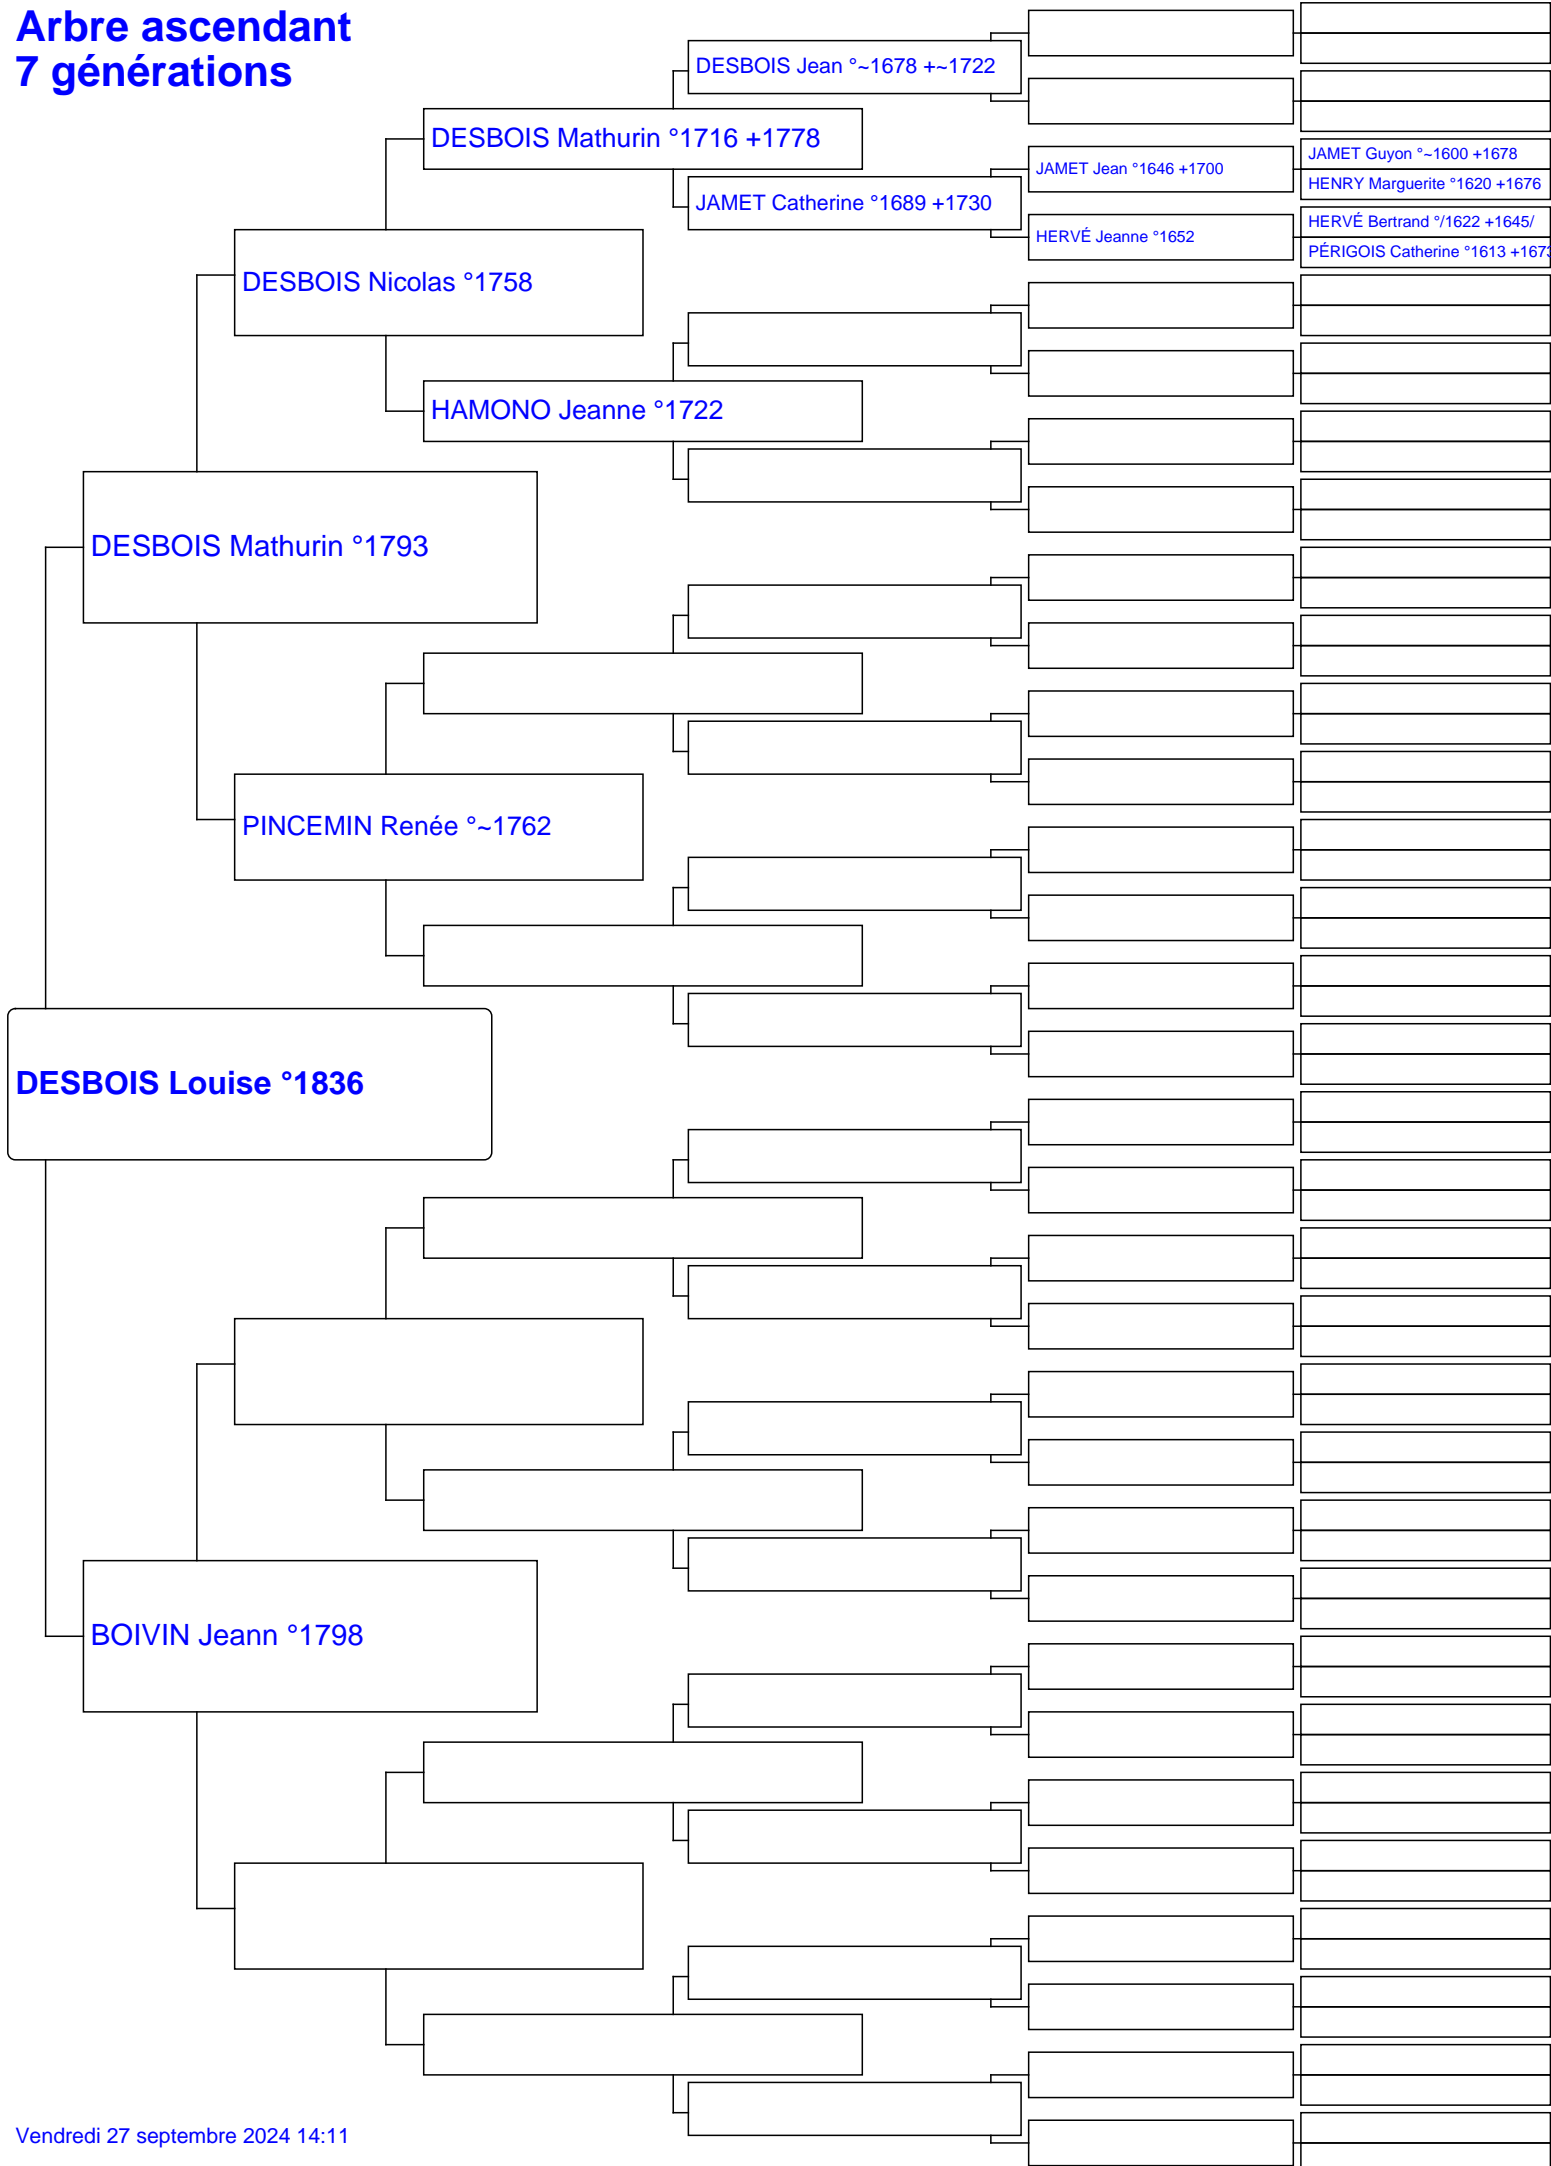 Arbre ascendant
7 générations
DESBOIS Jean °~1678 +~1722
DESBOIS Mathurin °1716 +1778
JAMET Guyon °~1600 +1678
JAMET Jean °1646 +1700
HENRY Marguerite °1620 +1676
JAMET Catherine °1689 +1730
HERVÉ Bertrand °/1622 +1645/
HERVÉ Jeanne °1652
PÉRIGOIS Catherine °1613 +1673
DESBOIS Nicolas °1758
HAMONO Jeanne °1722
DESBOIS Mathurin °1793
PINCEMIN Renée °~1762
DESBOIS Louise °1836
BOIVIN Jeann °1798
Vendredi 27 septembre 2024 14:11